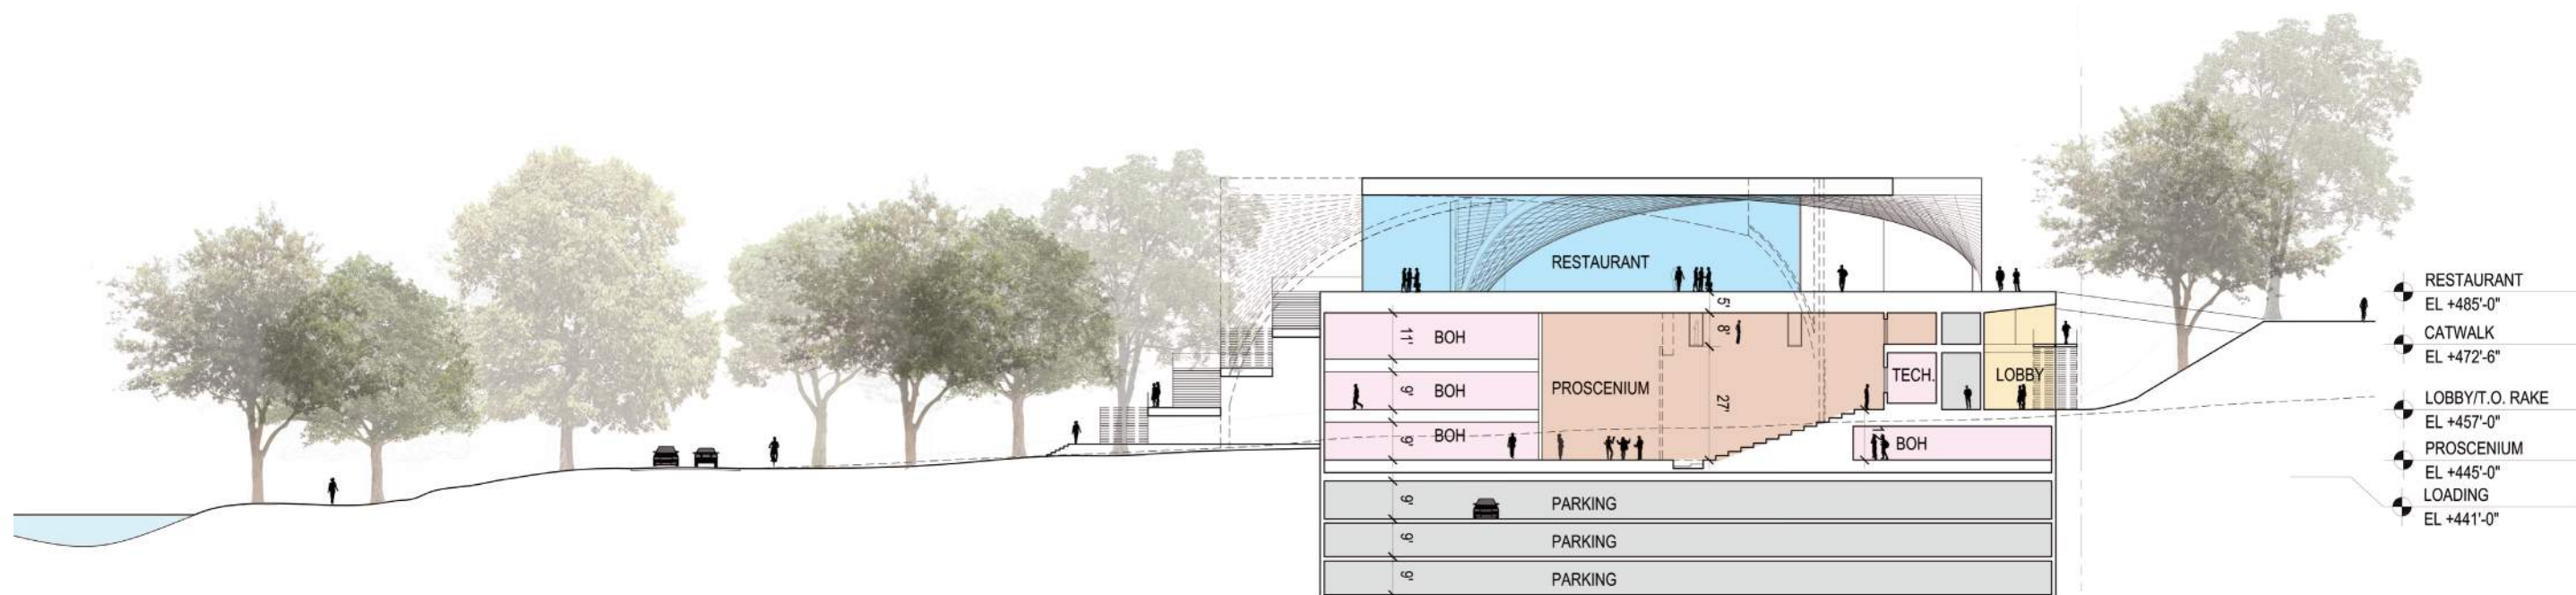 RESTAURANT
5'
8'
27'
11'
BOH
9'
BOH
9'
BOH
PROSCENIUM
TECH.
LOBBY
BOH
9'
PARKING
9'
PARKING
9'
PARKING
RESTAURANT
EL +485'-0"
CATWALK
EL +472'-6"
LOBBY/T.O. RAKE
EL +457'-0"
PROSCENIUM
EL +445'-0"
LOADING
EL +441'-0"